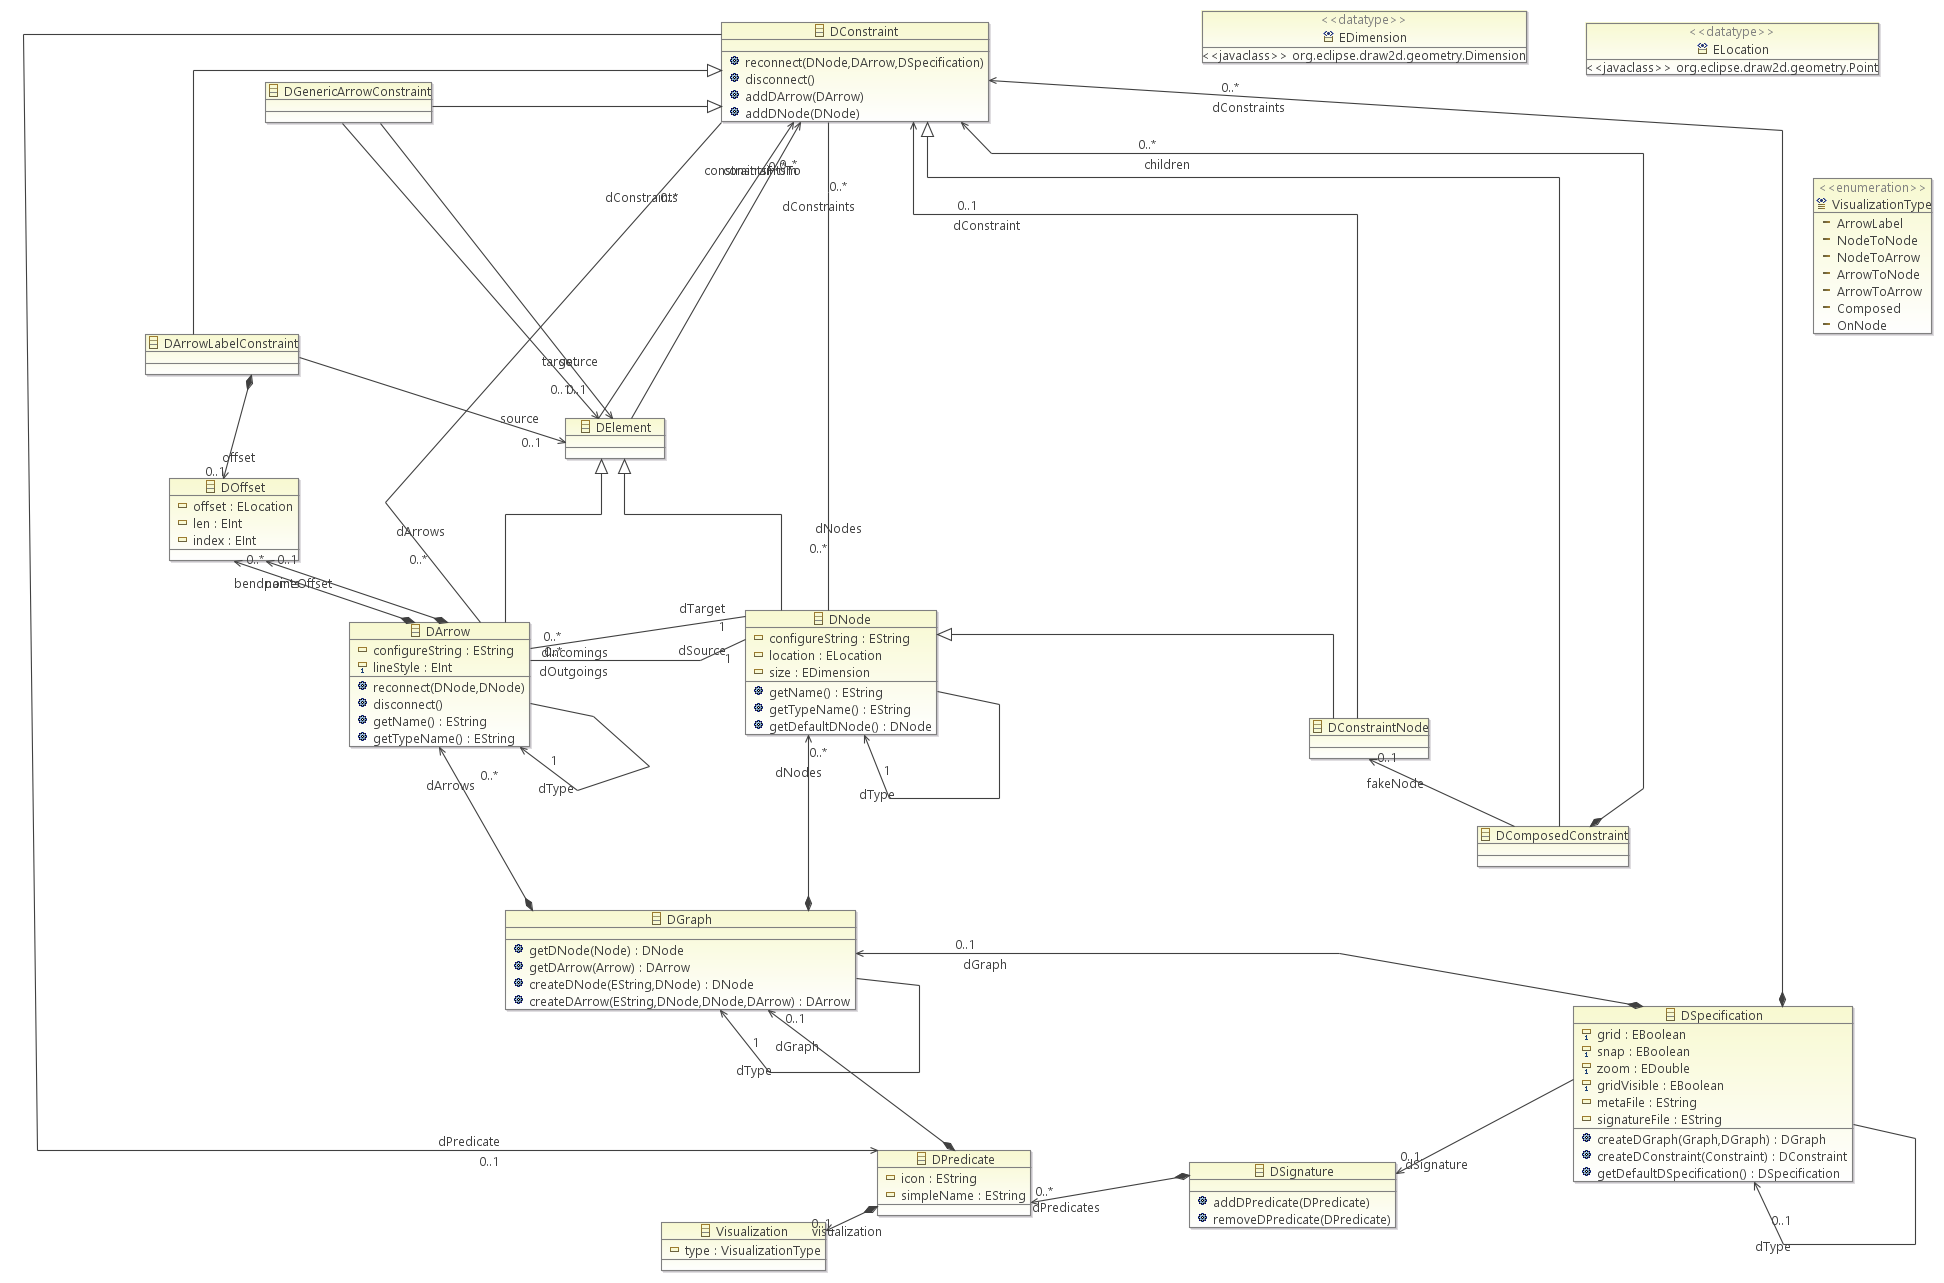 DConstraint
reconnect(DNode,DArrow,DSpecification)
disconnect()
addDArrow(DArrow)
addDNode(DNode)
<<datatype>>
EDimension
<<javaclass>> org.eclipse.draw2d.geometry.Dimension
<<datatype>>
ELocation
<<javaclass>> org.eclipse.draw2d.geometry.Point
DGenericArrowConstraint
0..*
dConstraints
0..*
children
0..*
dConstraints
0..*
0..*
dConstraints
0..1
dConstraint
<<enumeration>>
VisualizationType
ArrowLabel
NodeToNode
NodeToArrow
ArrowToNode
ArrowToArrow
Composed
OnNode
DArrowLabelConstraint
target
source
0..1
0..1
source
0..1
DElement
offset
0..1
DOffset
offset : ELocation
len : EInt
index : EInt
0..*
0..1
nameOffset
dArrows
0..*
dNodes
0..*
DArrow
configureString : EString
lineStyle : EInt
reconnect(DNode,DNode)
disconnect()
getName() : EString
getTypeName() : EString
dTarget
1
0..*
0..*
dIncomings
dSource
1
dOutgoings
DNode
configureString : EString
location : ELocation
size : EDimension
getName() : EString
getTypeName() : EString
getDefaultDNode() : DNode
DConstraintNode
0..1
fakeNode
DComposedConstraint
1
dType
0..*
dArrows
0..*
dNodes
1
dType
DGraph
getDNode(Node) : DNode
getDArrow(Arrow) : DArrow
createDNode(EString,DNode) : DNode
createDArrow(EString,DNode,DNode,DArrow) : DArrow
0..1
dGraph
0..1
dGraph
1
dType
DSpecification
grid : EBoolean
snap : EBoolean
zoom : EDouble
gridVisible : EBoolean
metaFile : EString
signatureFile : EString
createDGraph(Graph,DGraph) : DGraph
createDConstraint(Constraint) : DConstraint
getDefaultDSpecification() : DSpecification
0..1
dType
dPredicate
0..1
DPredicate
icon : EString
simpleName : EString
0..1
dSignature
DSignature
addDPredicate(DPredicate)
removeDPredicate(DPredicate)
0..*
dPredicates
0..1
visualization
Visualization
type : VisualizationType